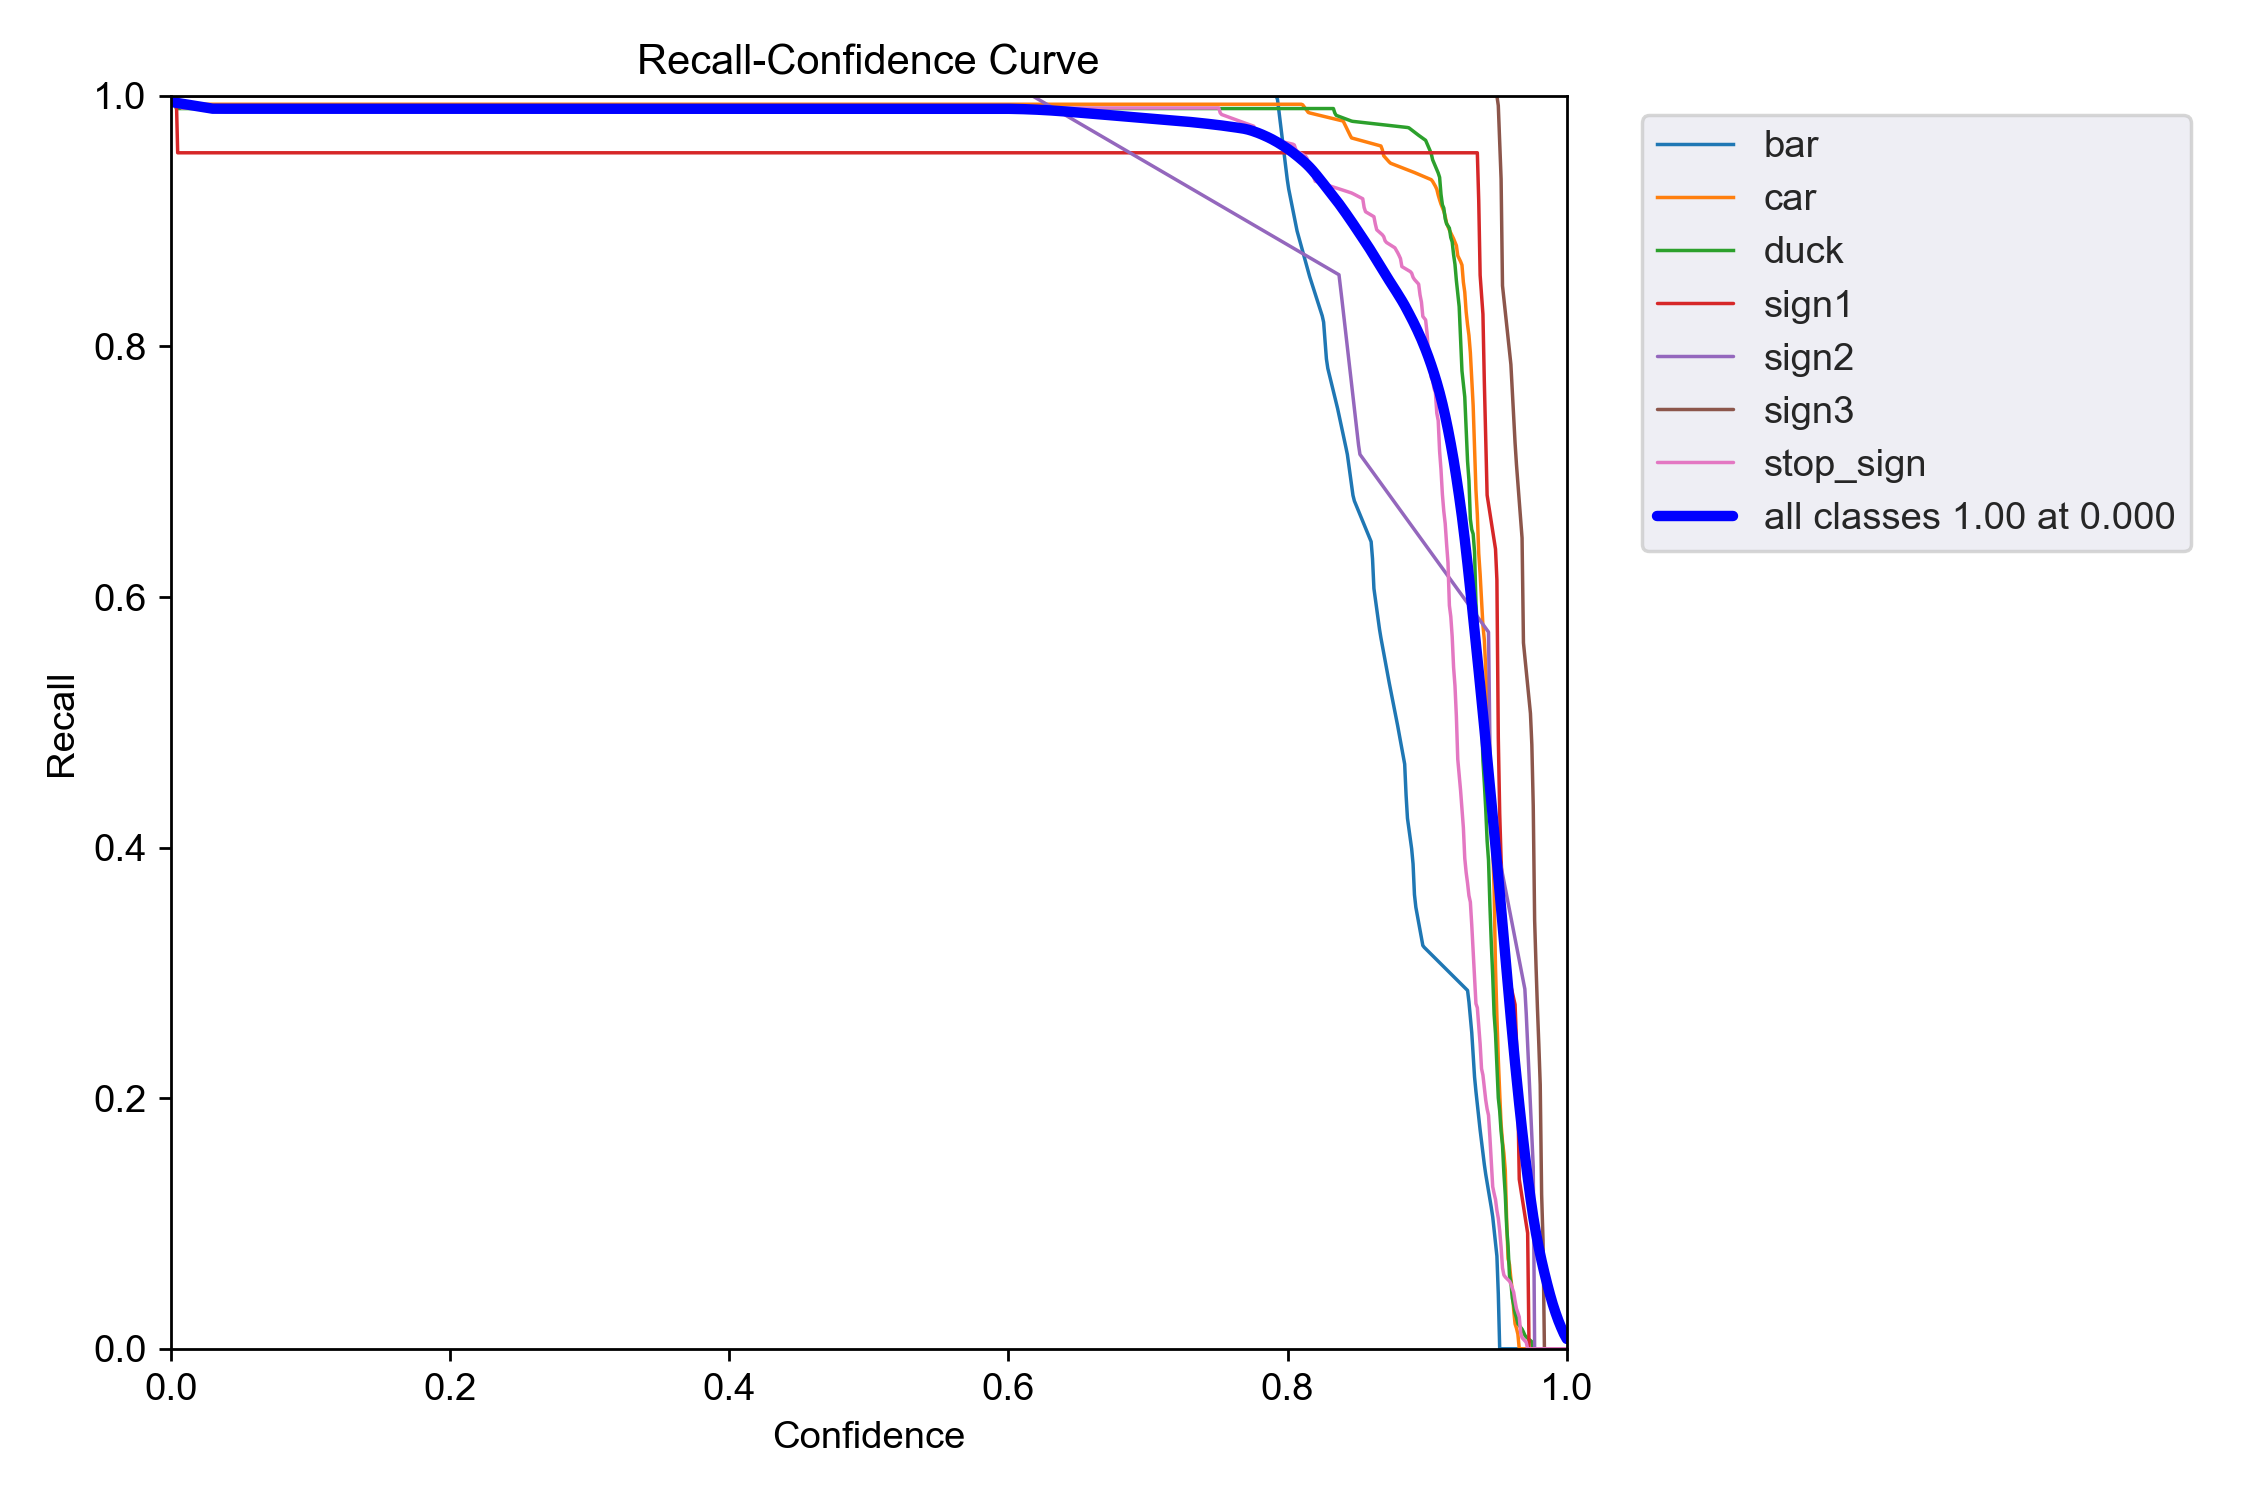 Recall-Confidence Curve
1.0
0.8
0.6
0.4
0.2
0.0
Recall
0.0 0.2 0.4 0.6 0.8 1.0
Confidence
bar
car
duck
sign1
sign2
sign3
stop_sign
all classes 1.00 at 0.000